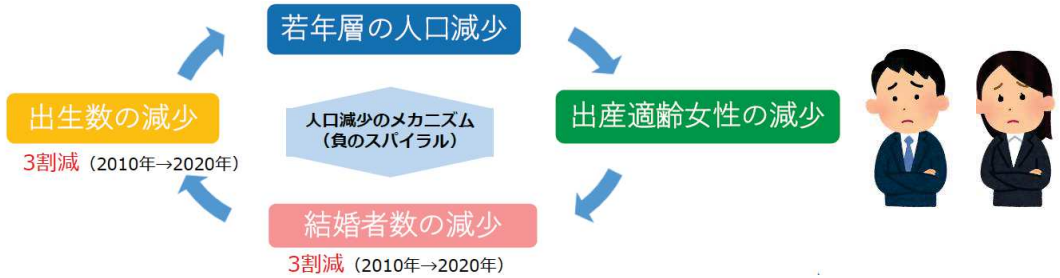 若年層の人口減少
出生数の減少
3割減（2010年→2020年）
人口減少のメカニズム
（負のスパイラル）
出産適齢女性の減少
結婚者数の減少
3割減（2010年→2020年）